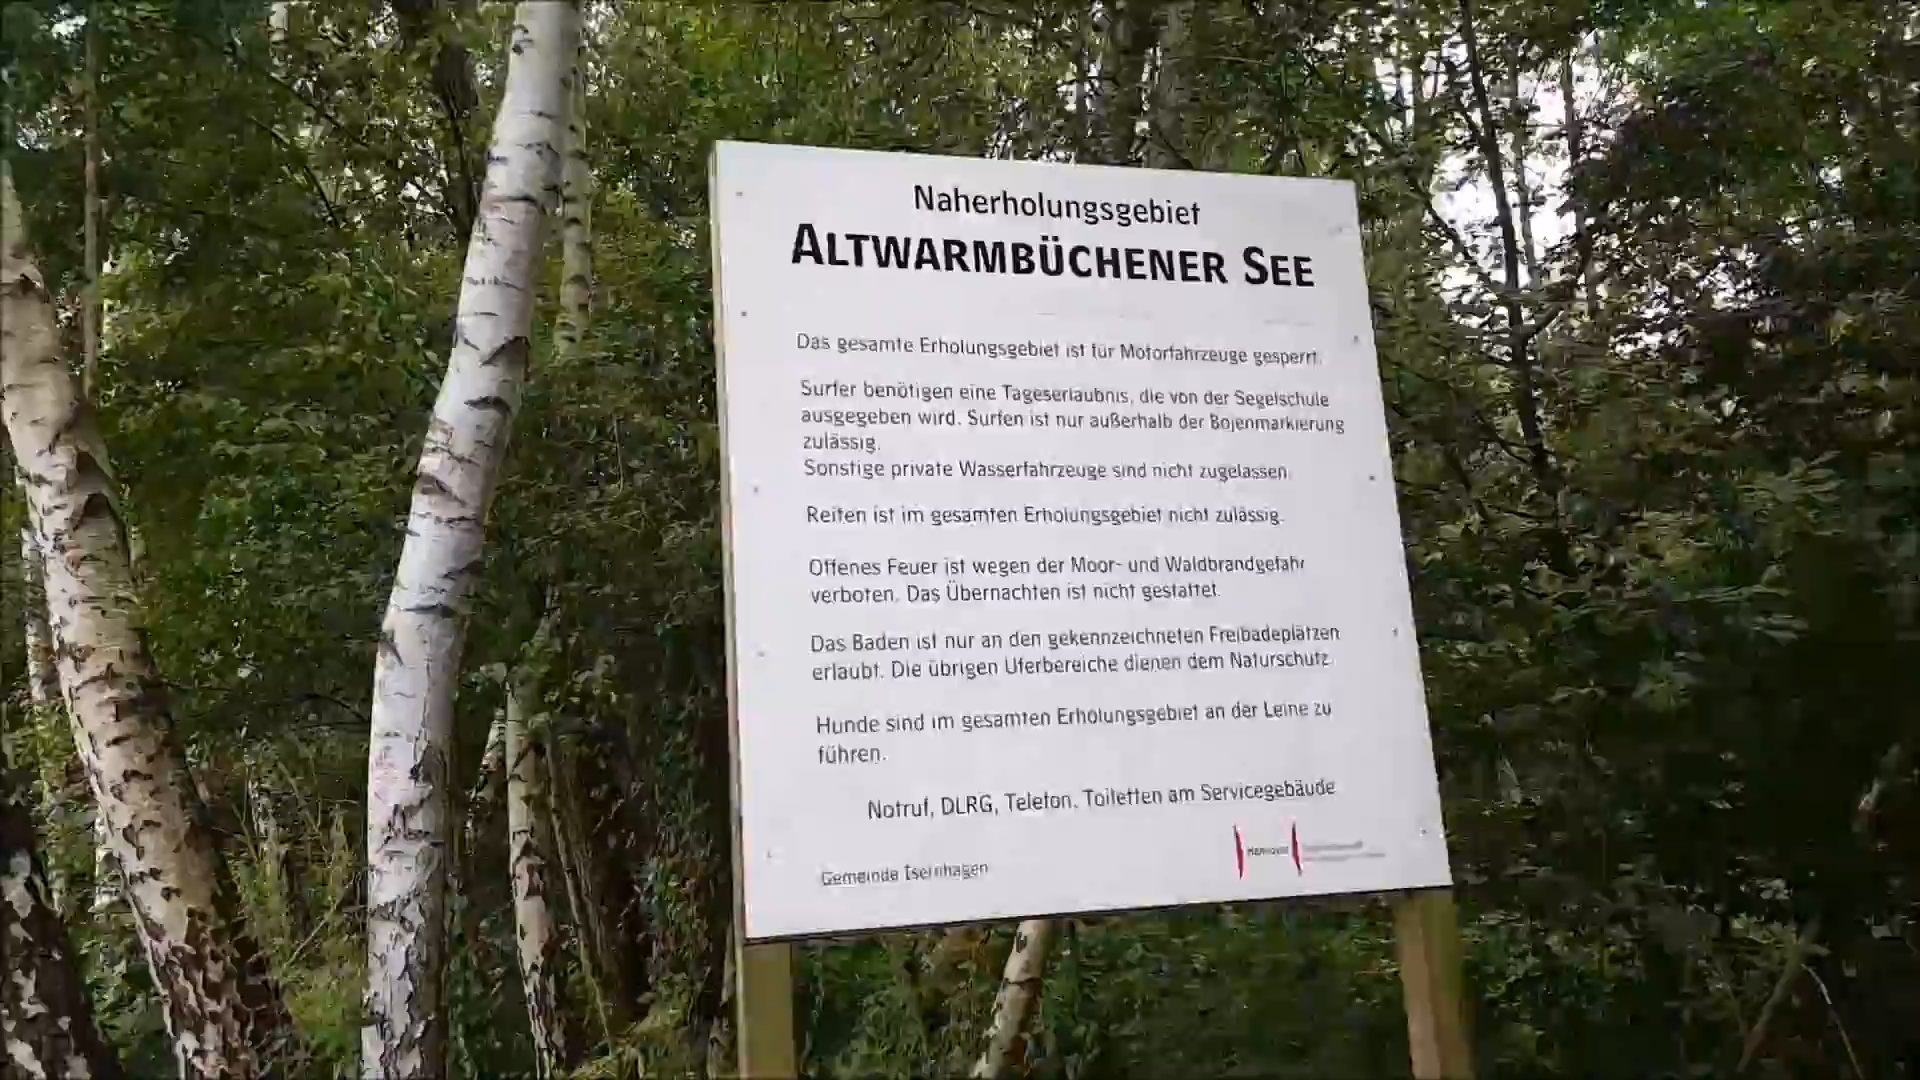 Naherholungsgebiet
ALTWARMBÜCHENER SEE
Das gesamte Erholungsgebiet ist für Motorfahrzeuge gesperrt.
Surfer benötigen eine Tageserlaubnis, die von der Segelschule
ausgegeben wird. Surfen ist nur außerhalb der Bojenmarkierung
zulässig.
Sonstige private Wasserfahrzeuge sind nicht zugelassen.
Reiten ist im gesamten Erholungsgebiet nicht zulässig.
Offenes Feuer ist wegen der Moor- und Waldbrandgefahr
verboten. Das Übernachten ist nicht gestattet.
Das Baden ist nur an den gekennzeichneten Freibadeplätzen
erlaubt. Die übrigen Uferbereiche dienen dem Naturschutz.
Hunde sind im gesamten Erholungsgebiet an der Leine zu
führen.
Notruf, DLRG, Telefon, Toiletten am Servicegebäude
Gemeinde Isernhagen
Hannover